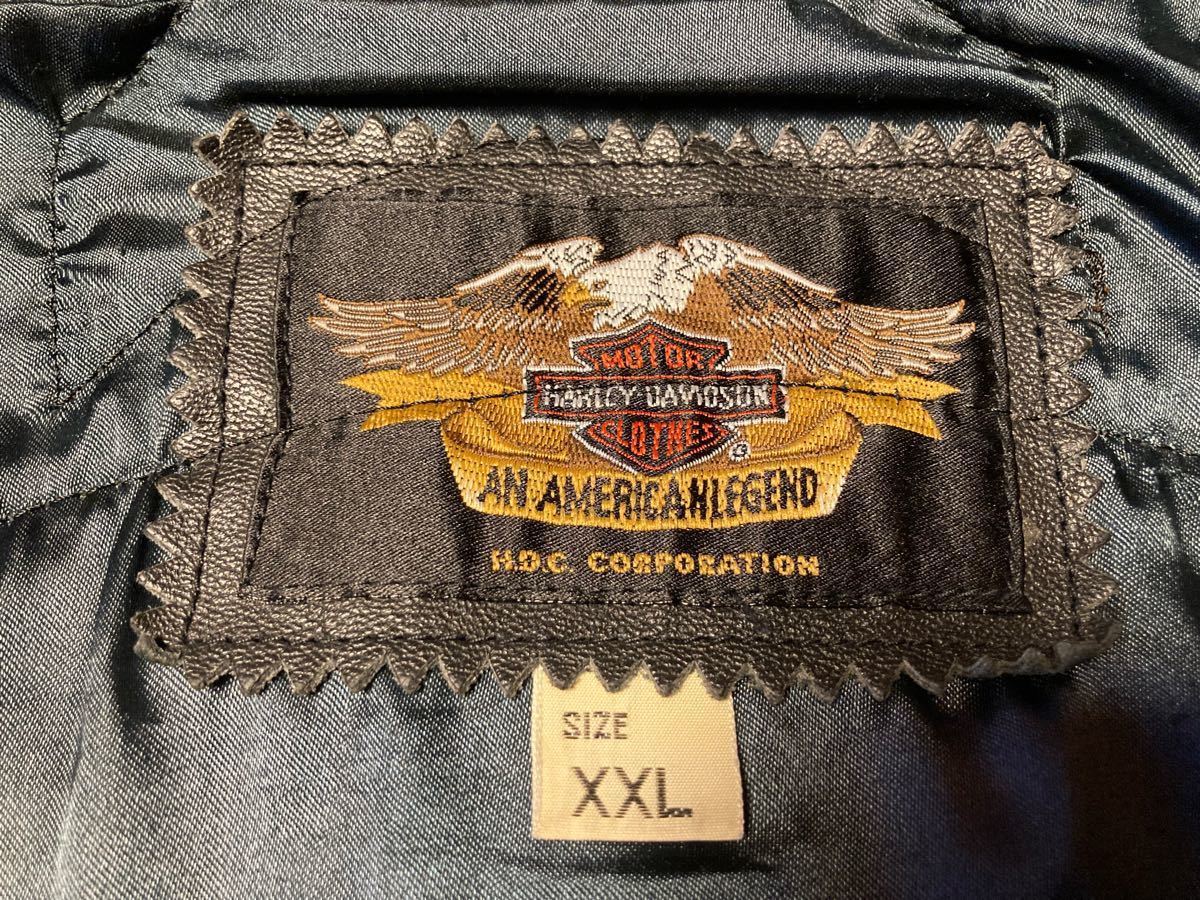 MOTOR
HARLEY-DAVIDSON
CLOTHES
®
AN AMERICAN LEGEND
H.D.C. CORPORATION
SIZE
XXL